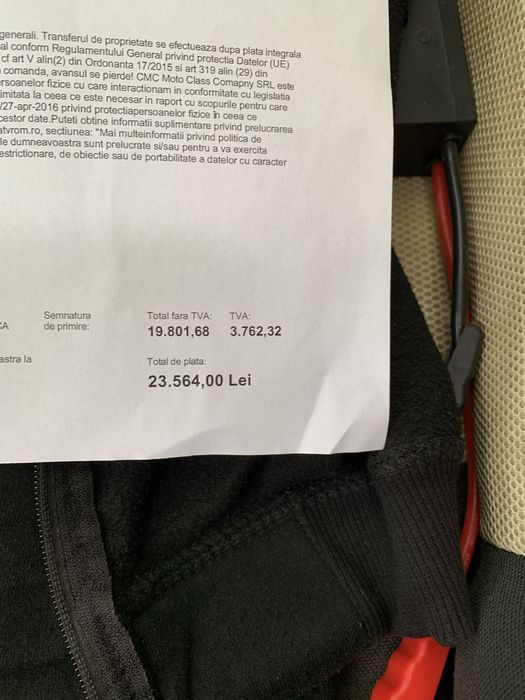 generali. Transferul de proprietate se efectueaza dupa plata integrala
al conform Regulamentului General privind protectia Datelor (UE)
cf art V alin(2) din Ordonanta 17/2015 si art 319 alin (29) din
comanda, avansul se pierde! CMC Moto Class Comapny SRL este
rsoanelor fizice cu care interactionam in conformitate cu legislatia
imitata la ceea ce este necesar in raport cu scopurile pentru care
/27-apr-2016 privind protectiapersoanelor fizice în ceea ce
cestor date.Puteti obtine informatii suplimentare privind prelucrarea
atvrom.ro, sectiunea: "Mai multeinformatii privind politica de
le dumneavoastra sunt prelucrate si/sau pentru a va exercita
estrictionare, de obiectie sau de portabilitate a datelor cu caracter
CA
Semnatura
de primire:
Total fara TVA: TVA:
19.801,68 3.762,32
astra la
Total de plata:
23.564,00 Lei